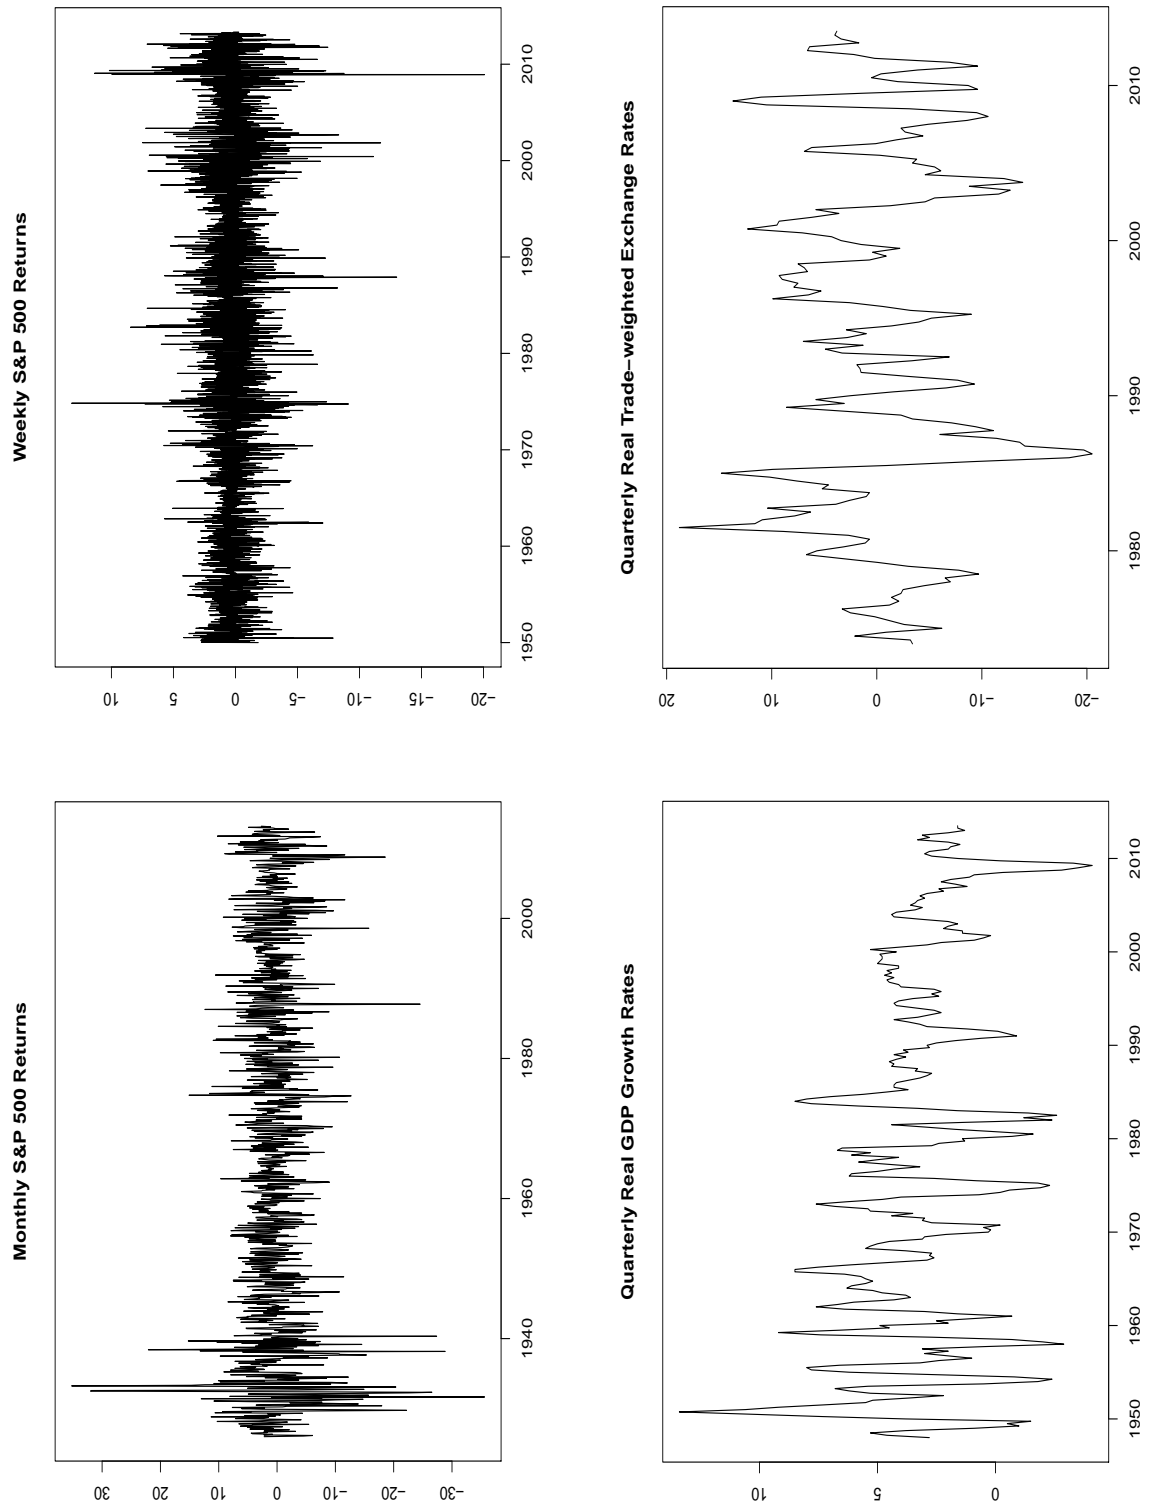 Monthly S&P 500 Returns
30
20
10
0
−10
−20
−30
1940 1960 1980 2000
Weekly S&P 500 Returns
10
5
0
−5
−10
−15
−20
1950 1960 1970 1980 1990 2000 2010
Quarterly Real GDP Growth Rates
10
5
0
1950 1960 1970 1980 1990 2000 2010
Quarterly Real Trade−weighted Exchange Rates
20
10
0
−10
−20
1980 1990 2000 2010